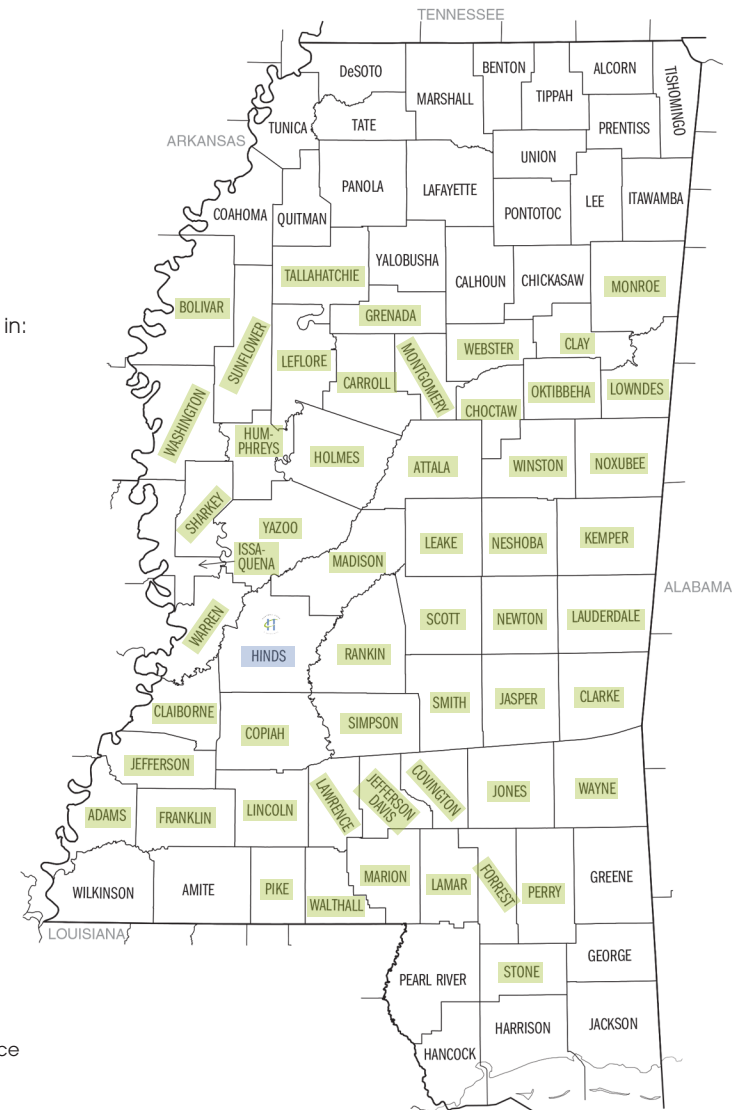 TENNESSEE
DeSOTO
BENTON
ALCORN
TISHOMINGO
MARSHALL
TIPPAH
TUNICA
TATE
PRENTISS
ARKANSAS
UNION
PANOLA
LAFAYETTE
LEE
ITAWAMBA
COAHOMA
QUITMAN
PONTOTOC
YALOBUSHA
TALLAHATCHIE
CALHOUN
CHICKASAW
MONROE
BOLIVAR
GRENADA
in:
SUNFLOWER
WEBSTER
CLAY
LEFLORE
CARROLL
MONTGOMERY
OKTIBBEHA
LOWNDES
CHOCTAW
WASHINGTON
HUM-
PHREYS
HOLMES
ATTALA
WINSTON
NOXUBEE
SHARKEY
YAZOO
LEAKE
NESHOBA
KEMPER
ISSA-
QUENA
MADISON
ALABAMA
WARREN
4H
SCOTT
NEWTON
LAUDERDALE
HINDS
RANKIN
CLAIBORNE
SMITH
JASPER
CLARKE
COPIAH
SIMPSON
JEFFERSON
LAWRENCE
JEFFERSON
DAVIS
COVINGTON
JONES
WAYNE
ADAMS
FRANKLIN
LINCOLN
WILKINSON
AMITE
PIKE
WALTHALL
MARION
LAMAR
FORREST
PERRY
GREENE
LOUISIANA
GEORGE
PEARL RIVER
STONE
HARRISON
JACKSON
HANCOCK
ce